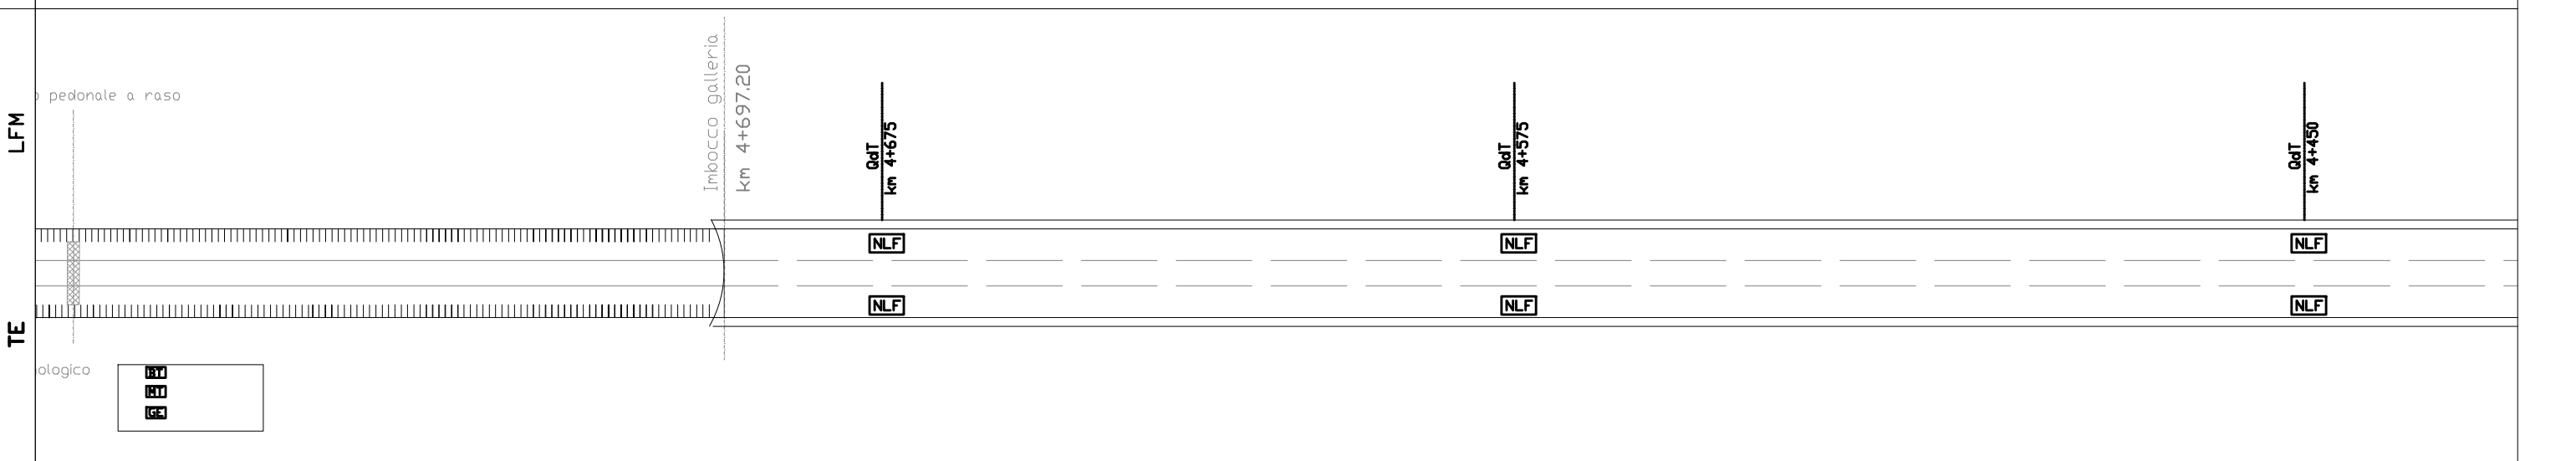 LFM
TE
pedonale a raso
Imbocco galleria
km 4+697.20
QdT
km 4+675
QdT
km 4+575
QdT
km 4+450
NLF
NLF
NLF
NLF
NLF
NLF
ologico
BT
MT
GE